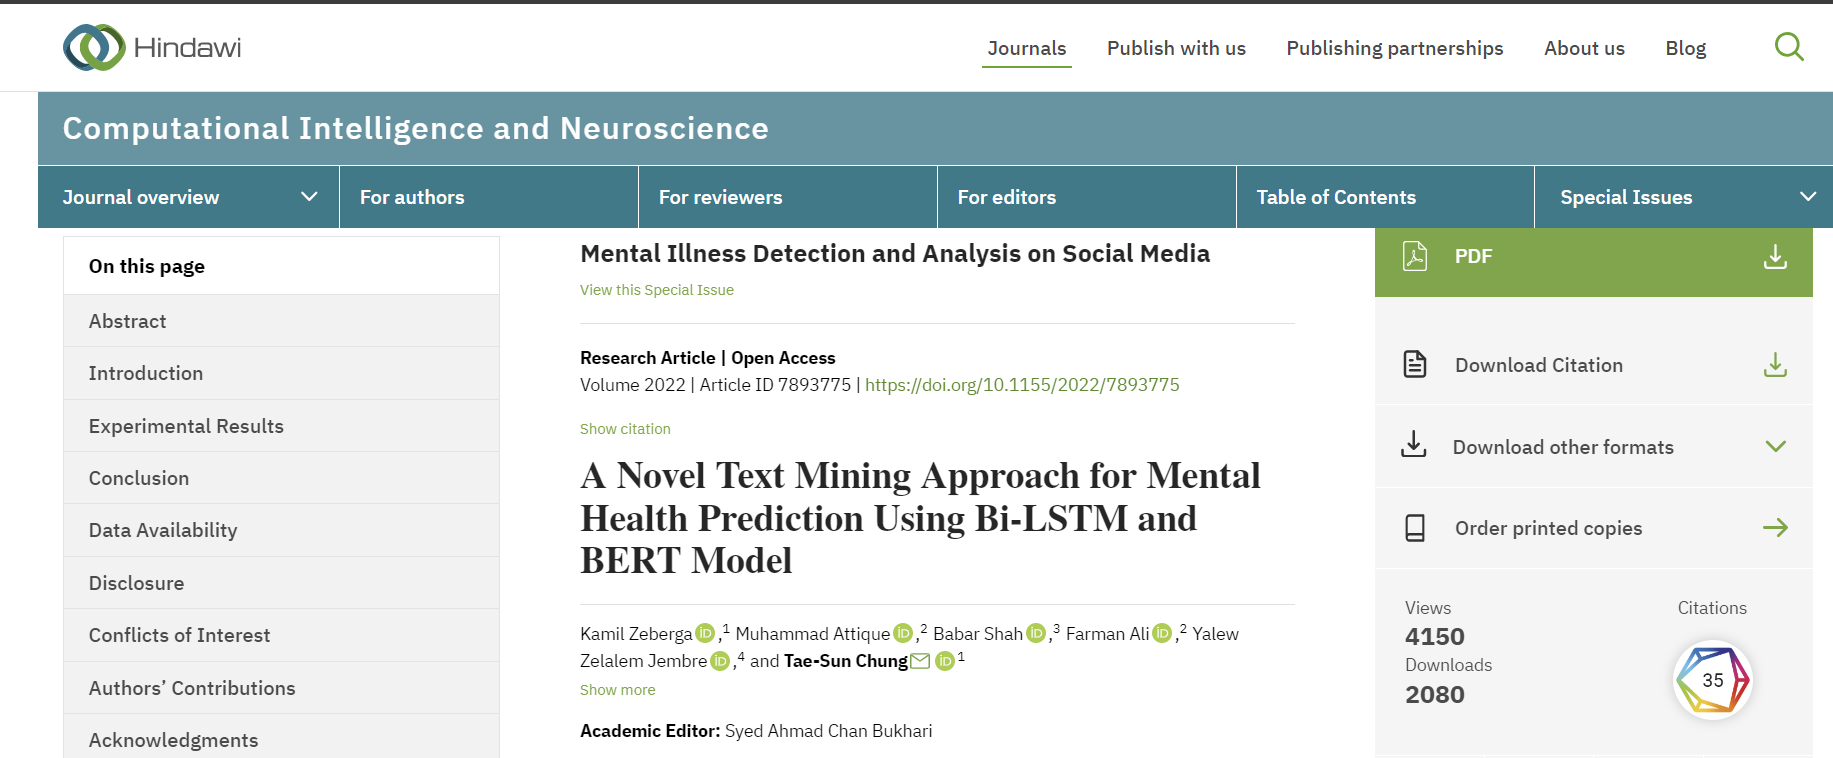 Hindawi
Journals Publish with us Publishing partnerships About us Blog
Computational Intelligence and Neuroscience
Journal overview For authors For reviewers For editors Table of Contents Special Issues
On this page
Abstract
Introduction
Experimental Results
Conclusion
Data Availability
Disclosure
Conflicts of Interest
Authors’ Contributions
Acknowledgments
Mental Illness Detection and Analysis on Social Media
View this Special Issue
Research Article | Open Access
Volume 2022 | Article ID 7893775 | https://doi.org/10.1155/2022/7893775
Show citation
A Novel Text Mining Approach for Mental
Health Prediction Using Bi-LSTM and
BERT Model
Kamil Zeberga iD,1 Muhammad Attique iD,2 Babar Shah iD,3 Farman Ali iD,2 Yalew
Zelalem Jembre iD,4 and Tae-Sun Chung iD 1
Show more
Academic Editor: Syed Ahmad Chan Bukhari
PDF
Download Citation
Download other formats
Order printed copies
Views
4150
Downloads
2080
Citations
35